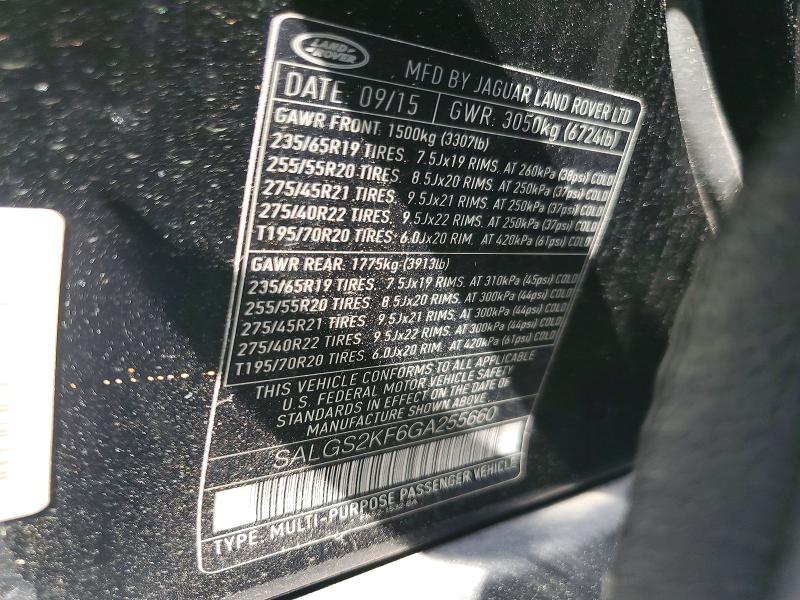 LAND ROVER
MFD BY JAGUAR LAND ROVER LTD
DATE: 09/15 GWR: 3050kg (6724lb)
GAWR FRONT: 1500kg (3307lb)
235/65R19 TIRES, 7.5Jx19 RIMS, AT 260kPa (38psi) COLD
255/55R20 TIRES, 8.5Jx20 RIMS, AT 250kPa (37psi) COLD
275/45R21 TIRES, 9.5Jx21 RIMS, AT 250kPa (37psi) COLD
275/40R22 TIRES, 9.5Jx22 RIMS, AT 250kPa (37psi) COLD
T195/70R20 TIRES, 6.0Jx20 RIM, AT 420kPa (61psi) COLD
GAWR REAR: 1775kg (3913lb)
235/65R19 TIRES, 7.5Jx19 RIMS, AT 310kPa (45psi) COLD
255/55R20 TIRES, 8.5Jx20 RIMS, AT 300kPa (44psi) COLD
275/45R21 TIRES, 9.5Jx21 RIMS, AT 300kPa (44psi) COLD
275/40R22 TIRES, 9.5Jx22 RIMS, AT 300kPa (44psi) COLD
T195/70R20 TIRES, 6.0Jx20 RIM, AT 420kPa (61psi) COLD
THIS VEHICLE CONFORMS TO ALL APPLICABLE
U.S. FEDERAL MOTOR VEHICLE SAFETY
STANDARDS IN EFFECT ON THE DATE OF
MANUFACTURE SHOWN ABOVE.
SALGS2KF6GA255660
TYPE: MULTI-PURPOSE PASSENGER VEHICLE